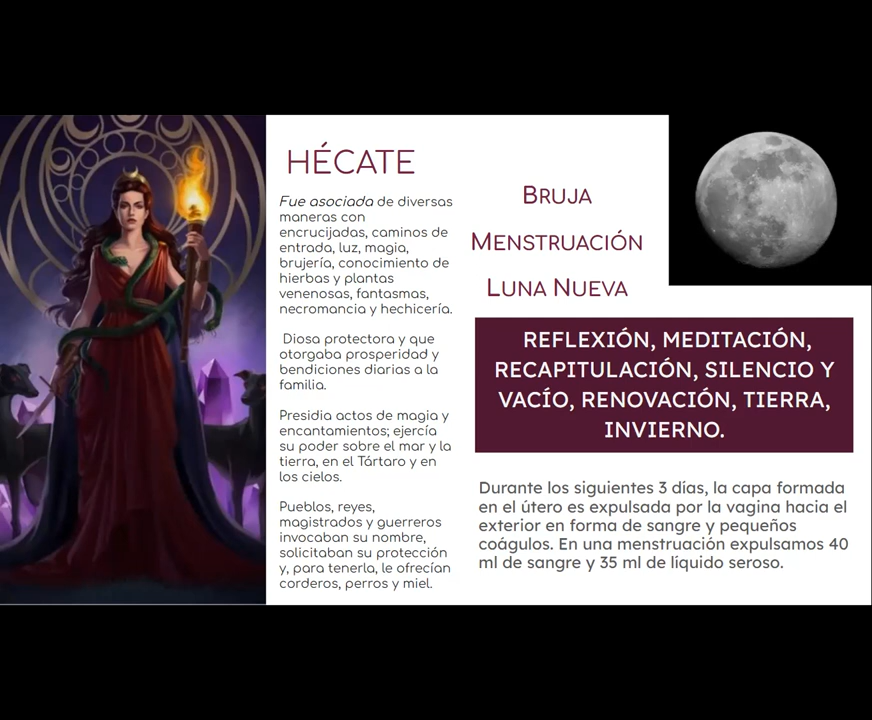 HÉCATE
Fue asociada de diversas
maneras con
encrucijadas, caminos de
entrada, luz, magia,
brujería, conocimiento de
hierbas y plantas
venenosas, fantasmas,
necromancia y hechicería.
Diosa protectora y que
otorgaba prosperidad y
bendiciones diarias a la
familia.
Presidia actos de magia y
encantamientos; ejercía
su poder sobre el mar y la
tierra, en el Tártaro y en
los cielos.
Pueblos, reyes,
magistrados y guerreros
invocaban su nombre,
solicitaban su protección
y, para tenerla, le ofrecían
corderos, perros y miel.
BRUJA
MENSTRUACIÓN
LUNA NUEVA
REFLEXIÓN, MEDITACIÓN,
RECAPITULACIÓN, SILENCIO Y
VACÍO, RENOVACIÓN, TIERRA,
INVIERNO.
Durante los siguientes 3 días, la capa formada
en el útero es expulsada por la vagina hacia el
exterior en forma de sangre y pequeños
coágulos. En una menstruación expulsamos 40
ml de sangre y 35 ml de líquido seroso.